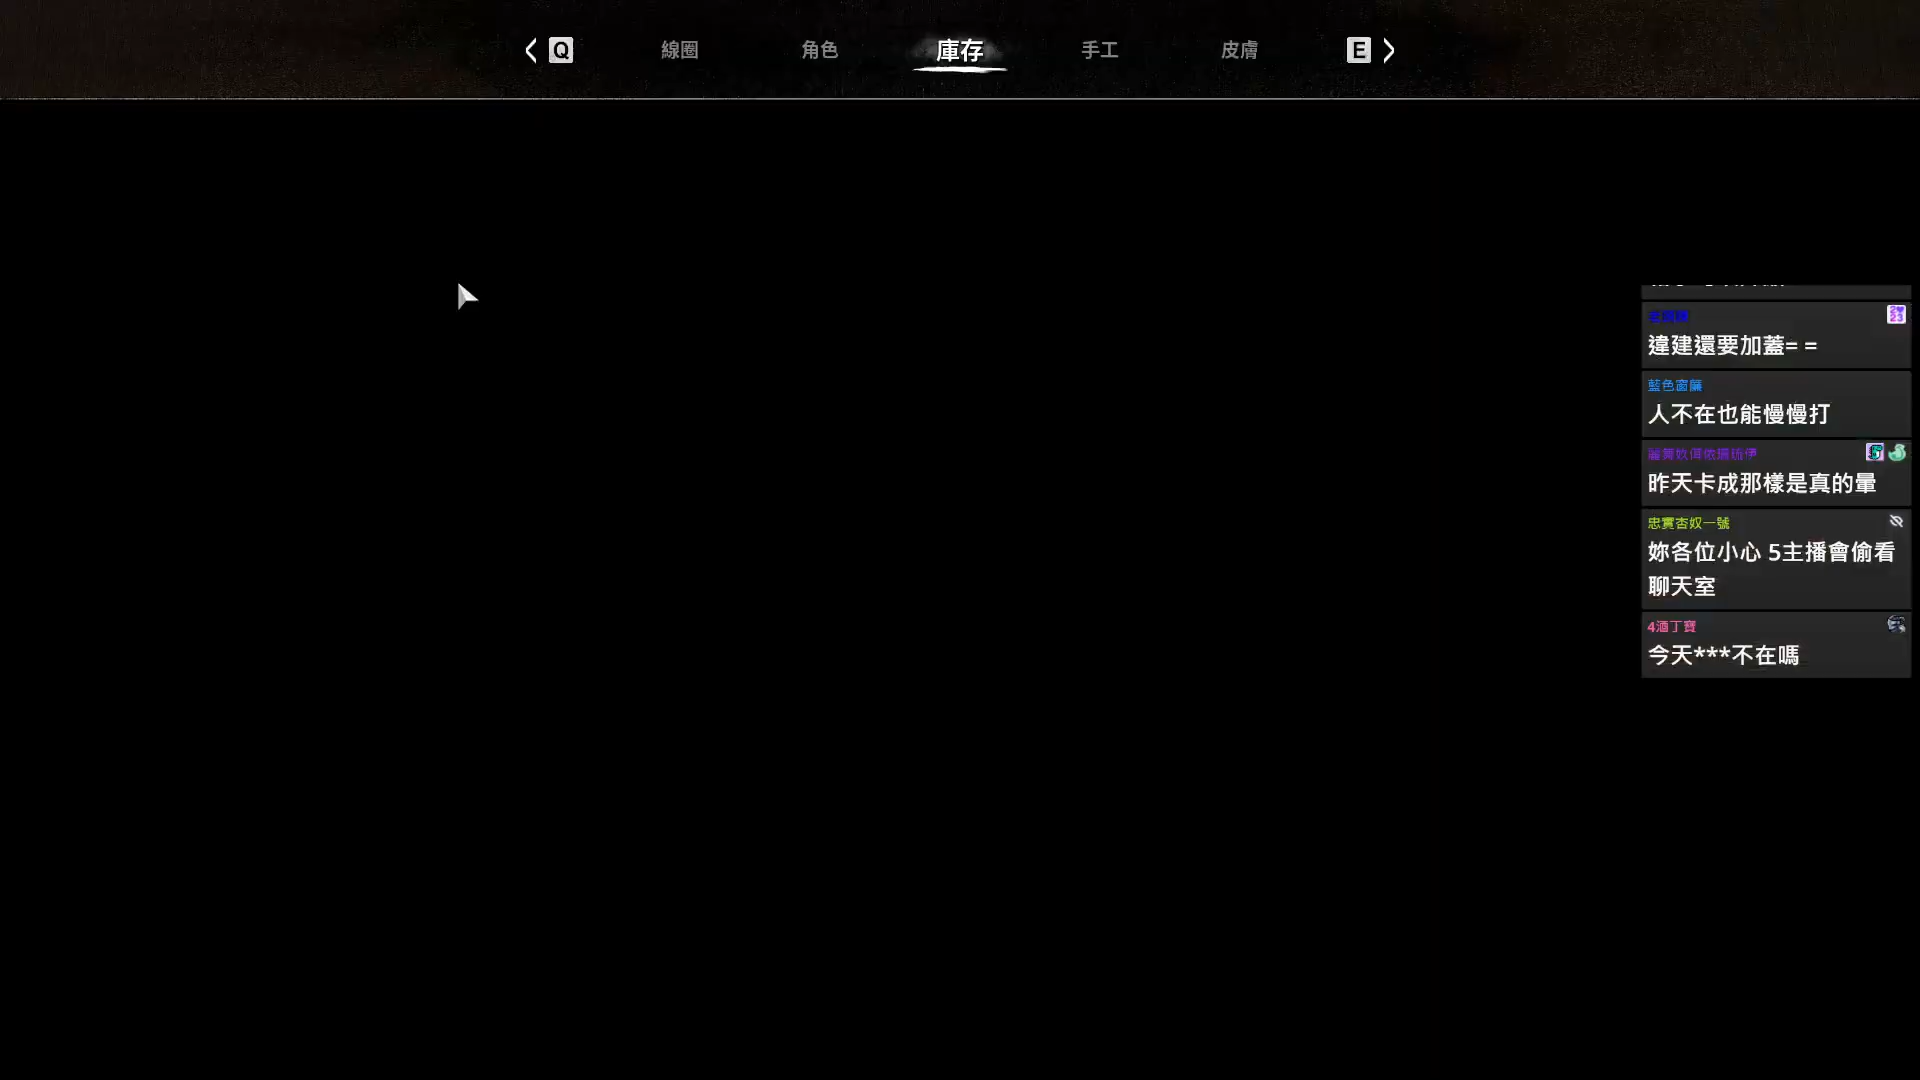 Q
線圈
角色
庫存
手工
皮膚
E
違建還要加蓋= =
藍色窗簾
人不在也能慢慢打
昨天卡成那樣是真的暈
忠實杏奴一號
妳各位小心 5主播會偷看
聊天室
4酒丁寶
今天***不在嗎